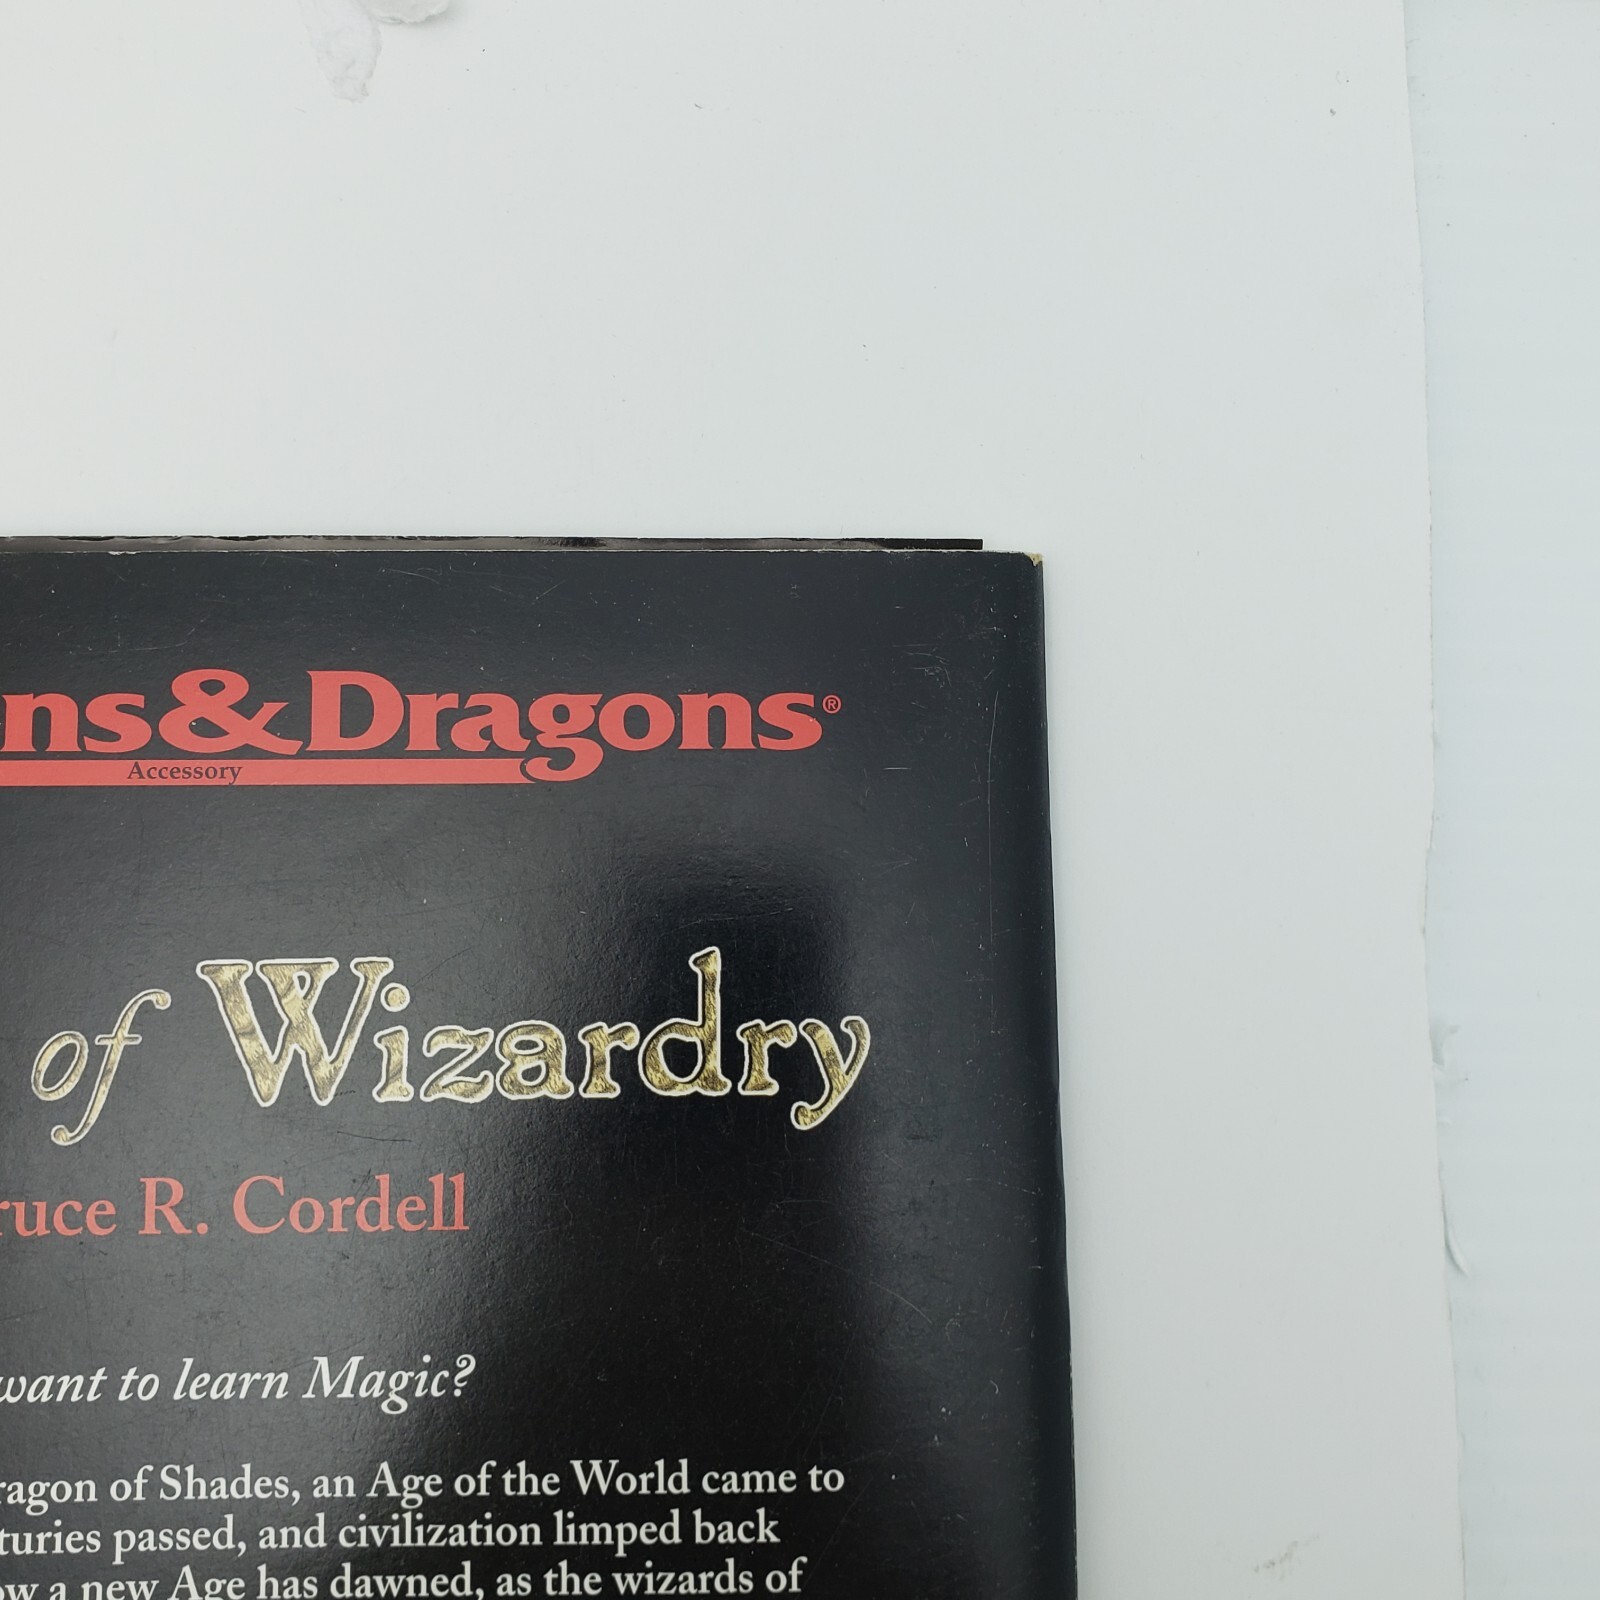 ns&Dragons®
Accessory
of Wizardry
ruce R. Cordell
want to learn Magic?
ragon of Shades, an Age of the World came to
turies passed, and civilization limped back
ow a new Age has dawned, as the wizards of